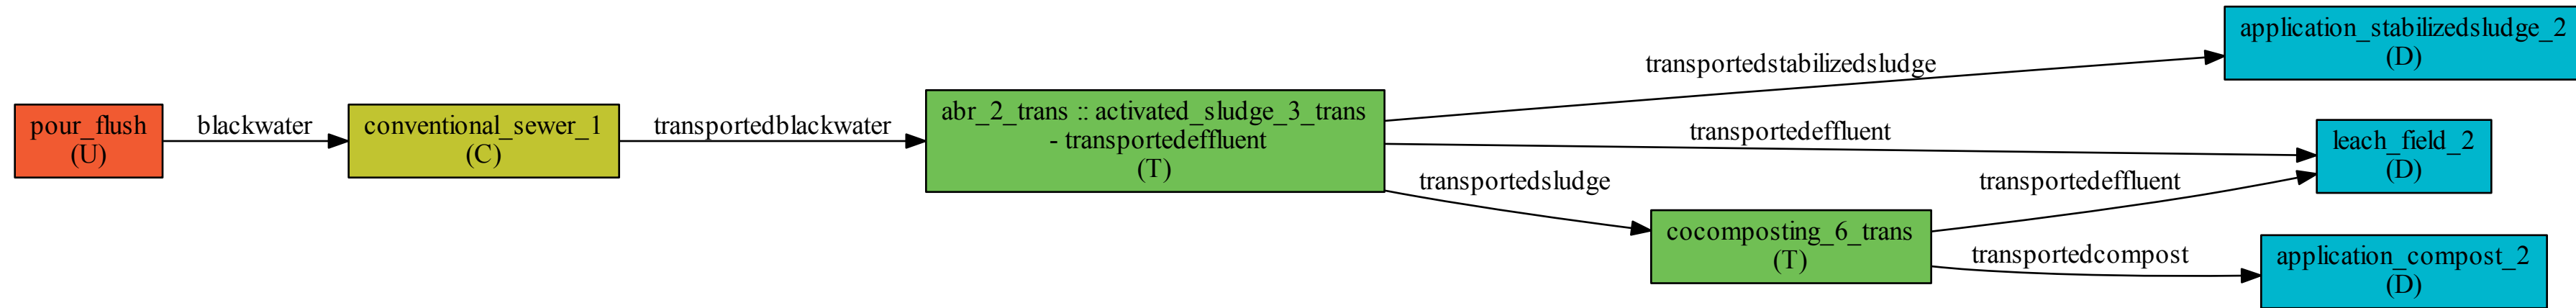 pour_flush
(U)
blackwater
conventional_sewer_1
(C)
transportedblackwater
abr_2_trans :: activated_sludge_3_trans
- transportedeffluent
(T)
transportedstabilizedsludge
transportedeffluent
transportedsludge
cocomposting_6_trans
(T)
transportedeffluent
transportedcompost
application_stabilizedsludge_2
(D)
leach_field_2
(D)
application_compost_2
(D)